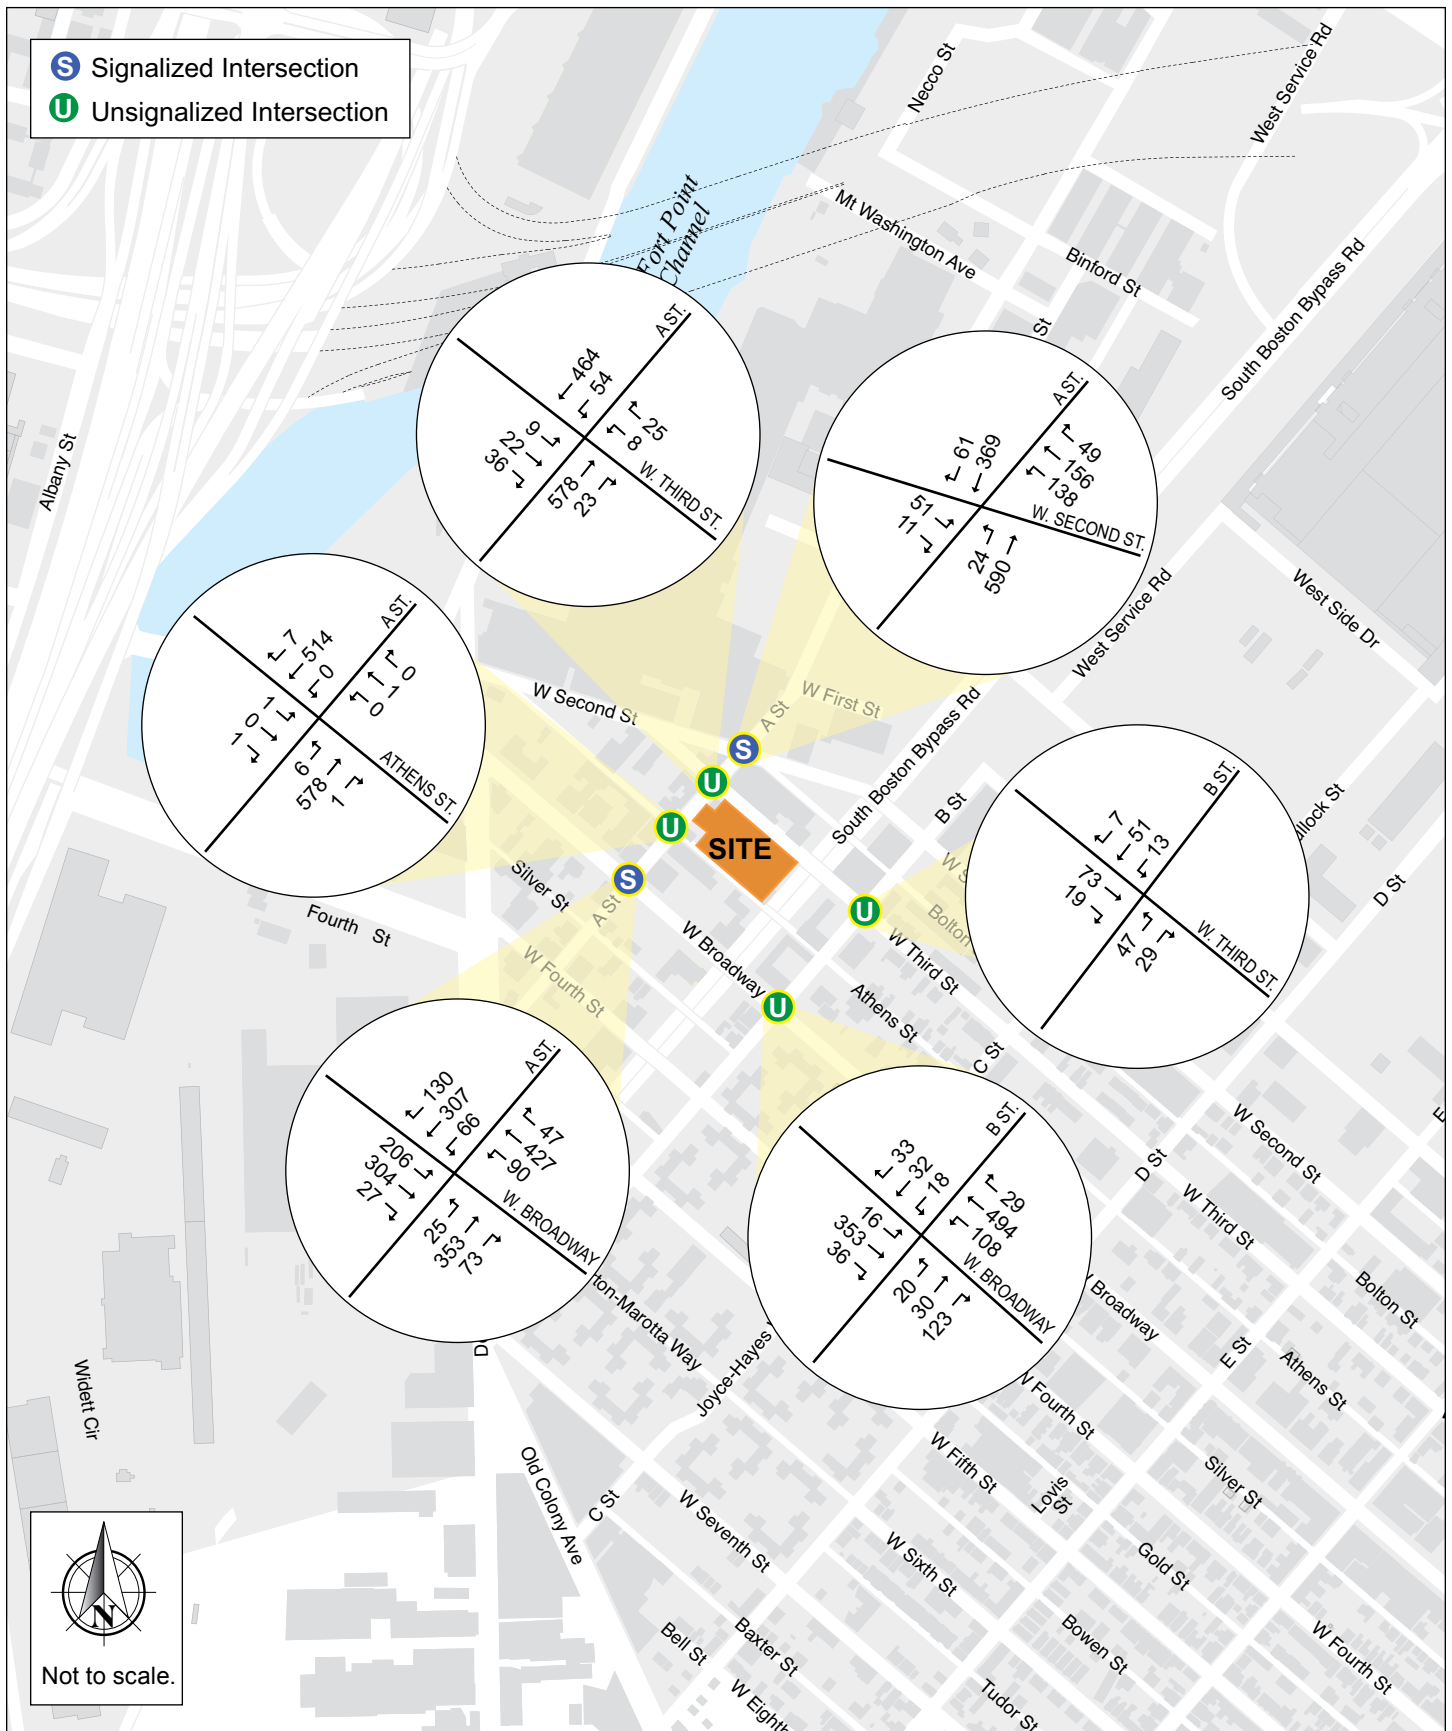 S Signalized Intersection
U Unsignalized Intersection
Necco St
West Service Rd
Fort Point
Channel
Mt Washington Ave
Binford St
South Boston Bypass Rd
St
Albany St
A ST.
464
54
25
8
9
22
36
578
23
W. THIRD ST.
A ST.
61
369
49
156
138
51
11
24
590
W. SECOND ST.
A ST.
7
514
0
0
1
0
1
0
1
6
578
1
ATHENS ST.
West Side Dr
West Service Rd
W Second St
W First St
A St
South Boston Bypass Rd
B St
S
U
U
S
SITE
U
U
B ST.
7
51
13
73
19
47
29
W. THIRD ST.
D St
Silver St
A St
Fourth St
W Fourth St
W Broadway
W Third St
Bolton
Athens St
C St
A ST.
130
307
66
47
427
90
206
304
27
25
353
73
W. BROADWAY
B ST.
33
32
18
29
494
108
16
353
36
20
30
123
W. BROADWAY
W Second St
D St
W Third St
Broadway
Bolton St
E St
Athens St
ton-Marotta Way
Joyce-Hayes
Widett Cir
W Fourth St
W Fifth St
Lovis
St
Silver St
Old Colony Ave
C St
W Seventh St
W Sixth St
Gold St
Bowen St
W Fourth St
Baxter St
Bell St
W Eighth
Tudor St
N
Not to scale.